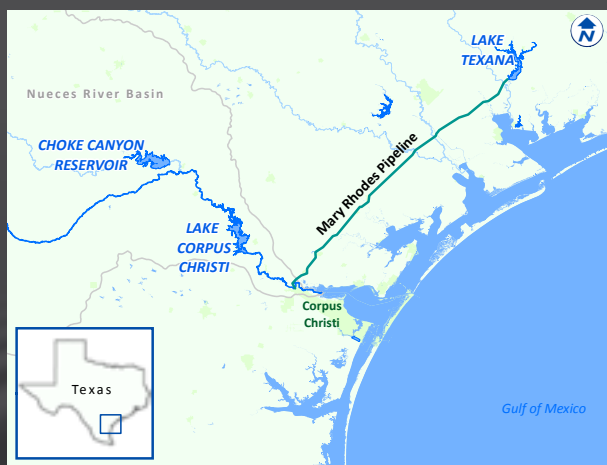 LAKE
TEXANA
N
Nueces River Basin
CHOKE CANYON
RESERVOIR
Mary Rhodes Pipeline
LAKE
CORPUS
CHRISTI
Corpus
Christi
Texas
Gulf of Mexico